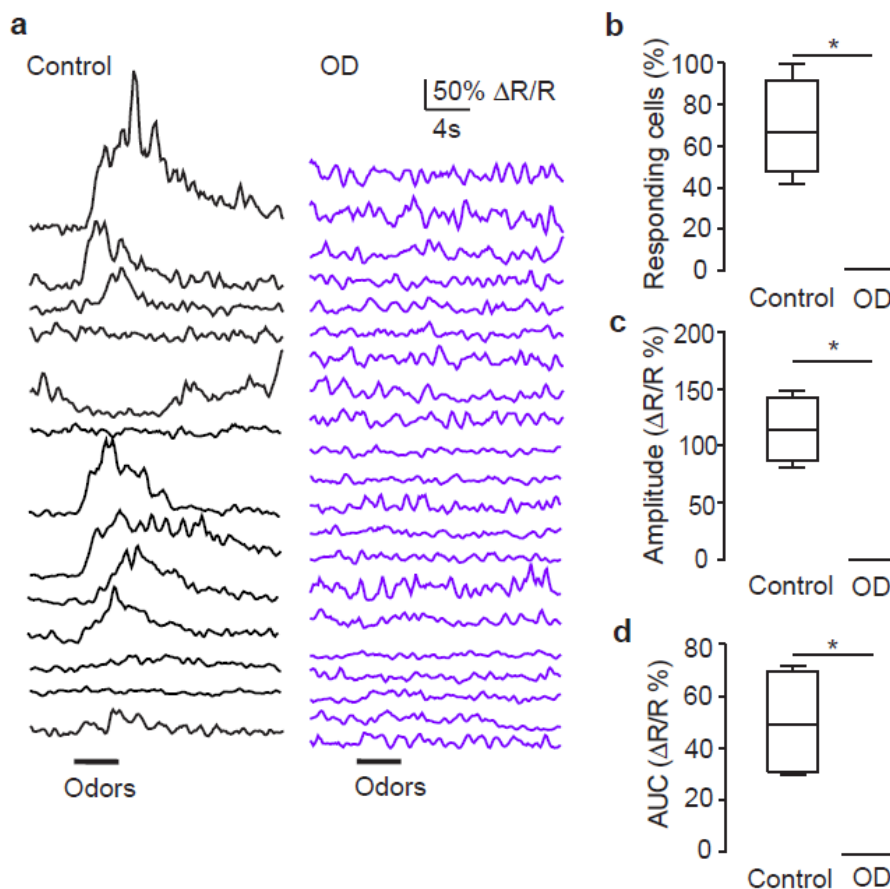 a
Control
OD
50% ΔR/R
4s
Odors
Odors
b
*
Responding cells (%)
100
80
60
40
20
0
Control
OD
c
*
Amplitude (ΔR/R %)
200
150
100
50
0
Control
OD
d
*
AUC (ΔR/R %)
80
60
40
20
0
Control
OD